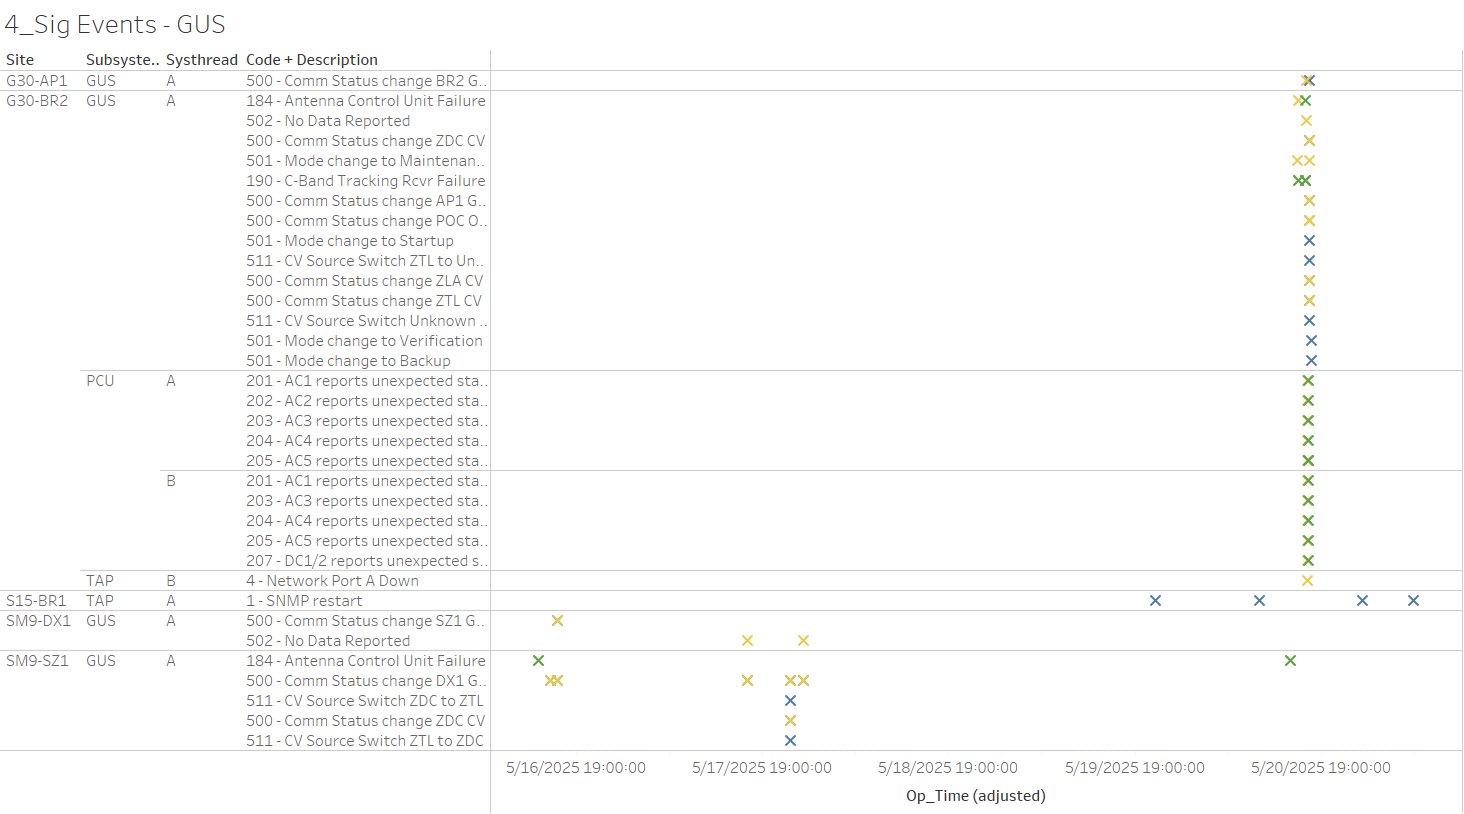 4_Sig Events - GUS
Site Subsyste.. Systhread Code + Description
G30-AP1 GUS A 500 - Comm Status change BR2 G..
G30-BR2 GUS A 184 - Antenna Control Unit Failure
502 - No Data Reported
500 - Comm Status change ZDC CV
501 - Mode change to Maintenan..
190 - C-Band Tracking Rcvr Failure
500 - Comm Status change AP1 G..
500 - Comm Status change POC O..
501 - Mode change to Startup
511 - CV Source Switch ZTL to Un..
500 - Comm Status change ZLA CV
500 - Comm Status change ZTL CV
511 - CV Source Switch Unknown ..
501 - Mode change to Verification
501 - Mode change to Backup
PCU A 201 - AC1 reports unexpected sta..
202 - AC2 reports unexpected sta..
203 - AC3 reports unexpected sta..
204 - AC4 reports unexpected sta..
205 - AC5 reports unexpected sta..
B 201 - AC1 reports unexpected sta..
203 - AC3 reports unexpected sta..
204 - AC4 reports unexpected sta..
205 - AC5 reports unexpected sta..
207 - DC1/2 reports unexpected s..
TAP B 4 - Network Port A Down
S15-BR1 TAP A 1 - SNMP restart
SM9-DX1 GUS A 500 - Comm Status change SZ1 G..
502 - No Data Reported
SM9-SZ1 GUS A 184 - Antenna Control Unit Failure
500 - Comm Status change DX1 G..
511 - CV Source Switch ZDC to ZTL
500 - Comm Status change ZDC CV
511 - CV Source Switch ZTL to ZDC
5/16/2025 19:00:00 5/17/2025 19:00:00 5/18/2025 19:00:00 5/19/2025 19:00:00 5/20/2025 19:00:00
Op_Time (adjusted)